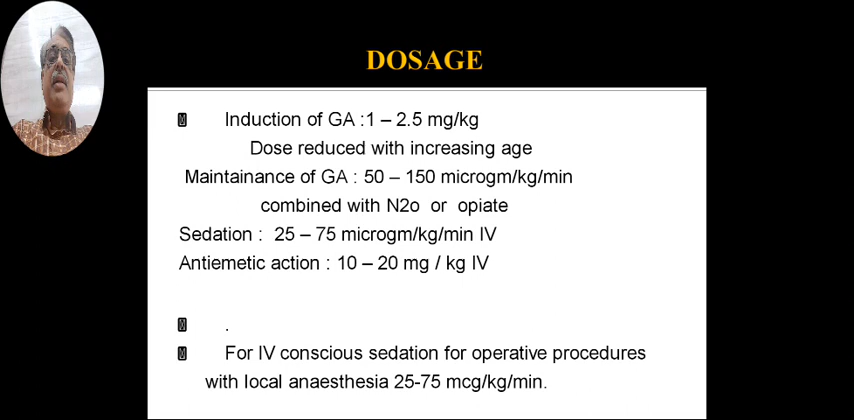 DOSAGE
Induction of GA :1 – 2.5 mg/kg
Dose reduced with increasing age
Maintainance of GA : 50 – 150 microgm/kg/min
combined with N2o or opiate
Sedation : 25 – 75 microgm/kg/min IV
Antiemetic action : 10 – 20 mg / kg IV
.
For IV conscious sedation for operative procedures
with local anaesthesia 25-75 mcg/kg/min.